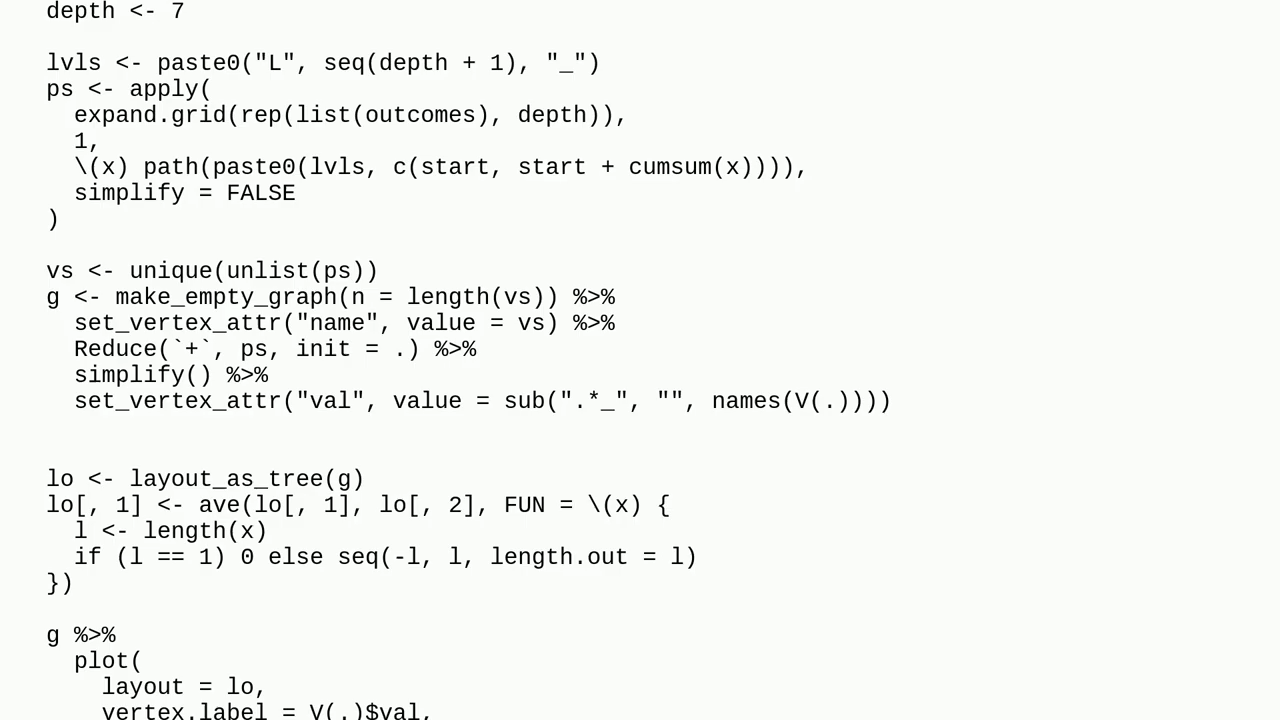 depth <- 7
lvls <- paste0("L", seq(depth + 1), "_")
ps <- apply(
  expand.grid(rep(list(outcomes), depth)),
  1,
  \(x) path(paste0(lvls, c(start, start + cumsum(x)))),
  simplify = FALSE
)
vs <- unique(unlist(ps))
g <- make_empty_graph(n = length(vs)) %>%
  set_vertex_attr("name", value = vs) %>%
  Reduce(`+`, ps, init = .) %>%
  simplify() %>%
  set_vertex_attr("val", value = sub(".*_", "", names(V(.))))
lo <- layout_as_tree(g)
lo[, 1] <- ave(lo[, 1], lo[, 2], FUN = \(x) {
  l <- length(x)
  if (l == 1) 0 else seq(-l, l, length.out = l)
})
g %>%
  plot(
    layout = lo,
    vertex.label = V(.)$val,